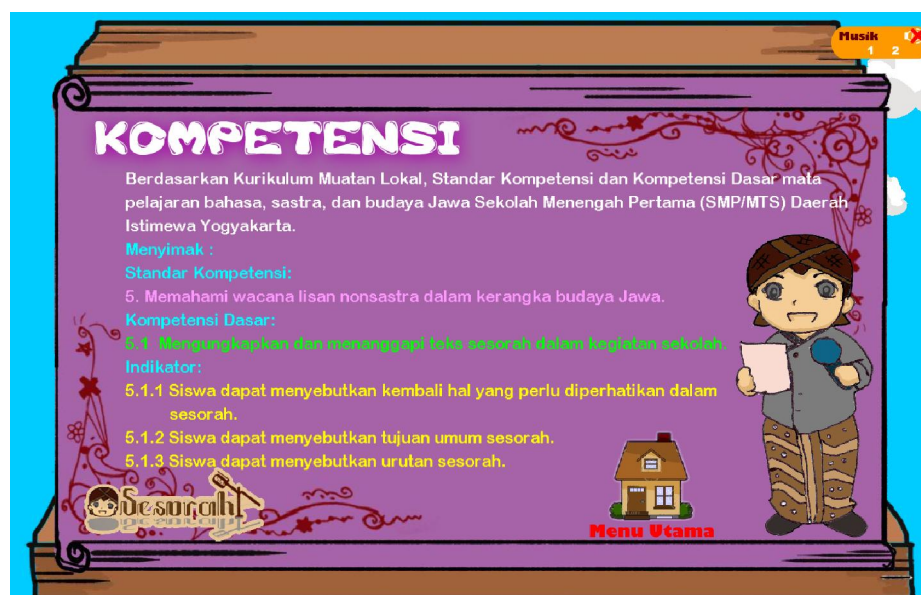 Musik
1 2
KOMPETENSI
Berdasarkan Kurikulum Muatan Lokal, Standar Kompetensi dan Kompetensi Dasar mata
pelajaran bahasa, sastra, dan budaya Jawa Sekolah Menengah Pertama (SMP/MTS) Daerah
Istimewa Yogyakarta.
Menyimak :
Standar Kompetensi:
5. Memahami wacana lisan nonsastra dalam kerangka budaya Jawa.
Kompetensi Dasar:
5.1 Mengungkapkan dan menanggapi teks sesorah dalam kegiatan sekolah.
Indikator:
5.1.1 Siswa dapat menyebutkan kembali hal yang perlu diperhatikan dalam
sesorah.
5.1.2 Siswa dapat menyebutkan tujuan umum sesorah.
5.1.3 Siswa dapat menyebutkan urutan sesorah.
Sesorah
Menu Utama